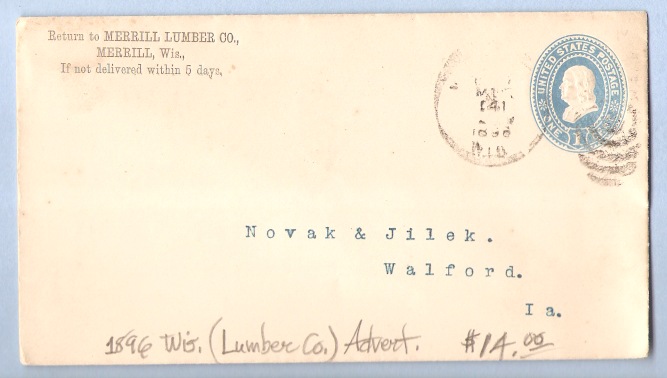 Return to MERRILL LUMBER CO.,
MERRILL, Wis.,
If not delivered within 5 days.
UNITED STATES POSTAGE
ONE
Novak & Jilek.
Walford.
Ia.
1896 Wis. (Lumber Co.) Advert. $14.00